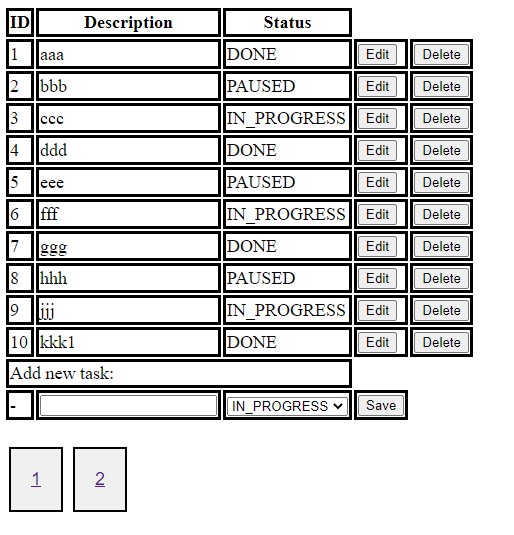 ID Description Status
1 aaa DONE Edit Delete
2 bbb PAUSED Edit Delete
3 ccc IN_PROGRESS Edit Delete
4 ddd DONE Edit Delete
5 eee PAUSED Edit Delete
6 fff IN_PROGRESS Edit Delete
7 ggg DONE Edit Delete
8 hhh PAUSED Edit Delete
9 jjj IN_PROGRESS Edit Delete
10 kkk1 DONE Edit Delete
Add new task:
- IN_PROGRESS Save
1 2